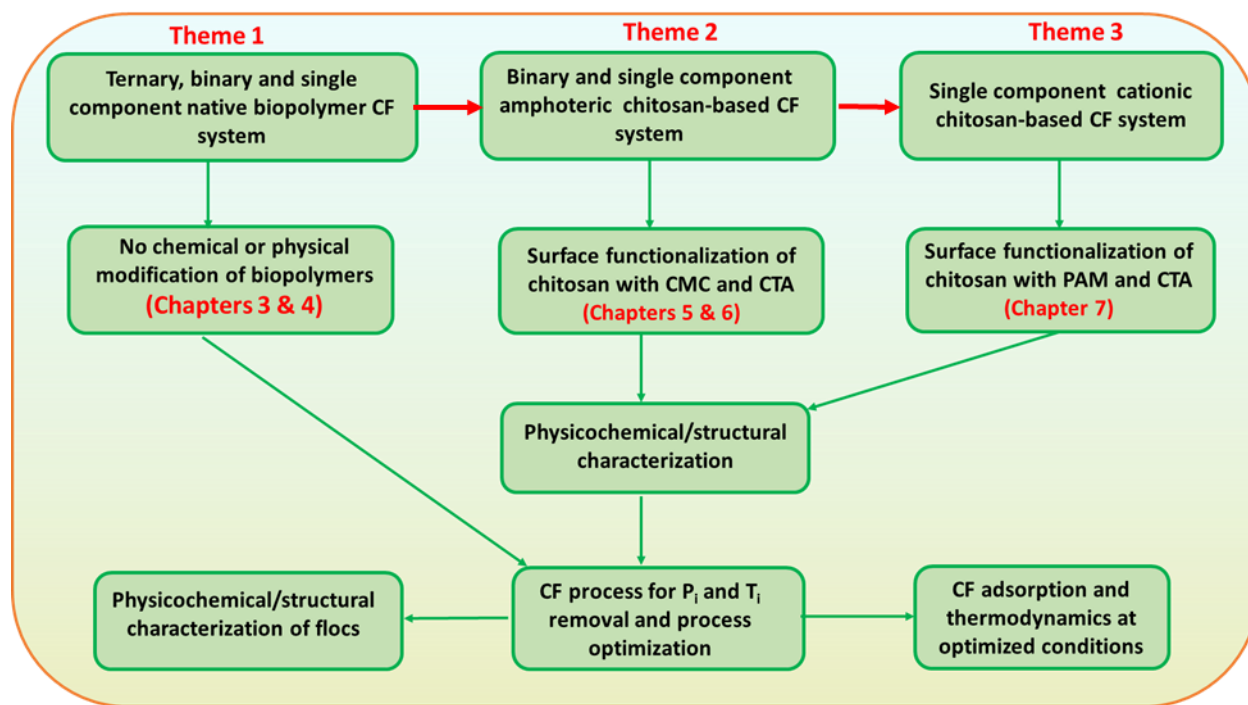 Theme 1
Theme 2
Theme 3
Ternary, binary and single
component native biopolymer CF
system
Binary and single component
amphoteric chitosan-based CF
system
Single component cationic
chitosan-based CF system
No chemical or physical
modification of biopolymers
(Chapters 3 & 4)
Surface functionalization of
chitosan with CMC and CTA
(Chapters 5 & 6)
Surface functionalization of
chitosan with PAM and CTA
(Chapter 7)
Physicochemical/structural
characterization
Physicochemical/structural
characterization of flocs
CF process for Pi and Ti
removal and process
optimization
CF adsorption and
thermodynamics at
optimized conditions